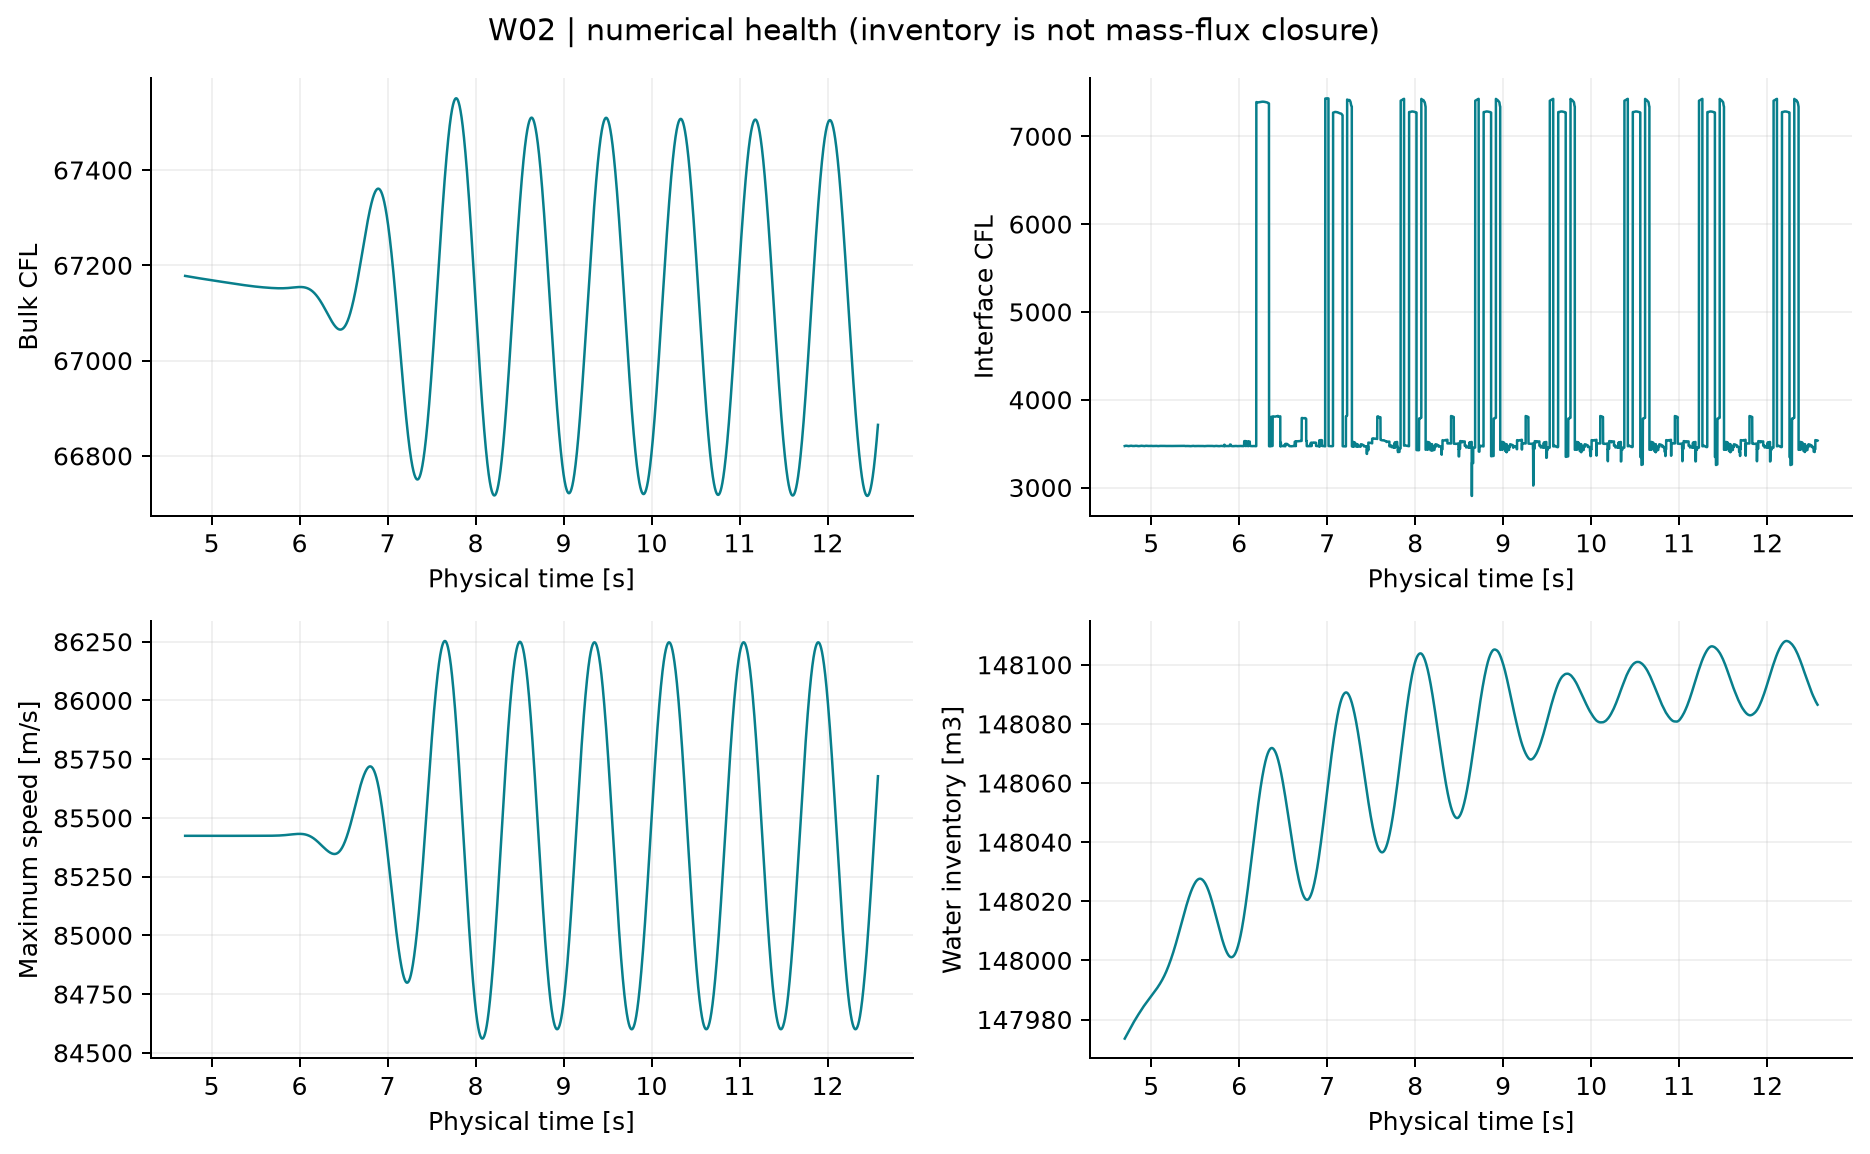 W02 | numerical health (inventory is not mass-flux closure)
Bulk CFL
67400
67200
67000
66800
5 6 7 8 9 10 11 12
Physical time [s]
Interface CFL
7000
6000
5000
4000
3000
5 6 7 8 9 10 11 12
Physical time [s]
Maximum speed [m/s]
86250
86000
85750
85500
85250
85000
84750
84500
5 6 7 8 9 10 11 12
Physical time [s]
Water inventory [m3]
148100
148080
148060
148040
148020
148000
147980
5 6 7 8 9 10 11 12
Physical time [s]